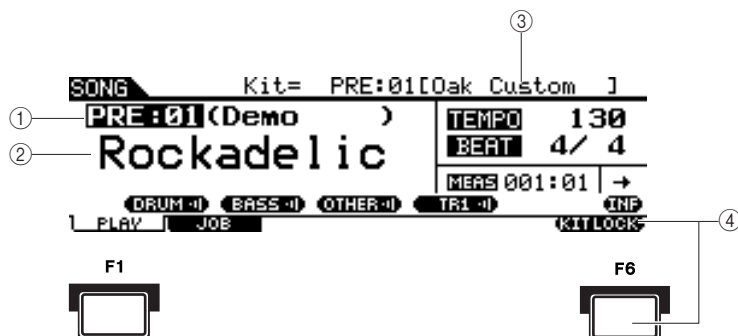 ③
SONG Kit= PRE:01[Oak Custom ]
① PRE:01(Demo ) TEMPO 130
② Rockadelic BEAT 4/ 4
MEAS 001:01 →
DRUM BASS OTHER TR1 INP
PLAY JOB KITLOCK ④
F1 F6